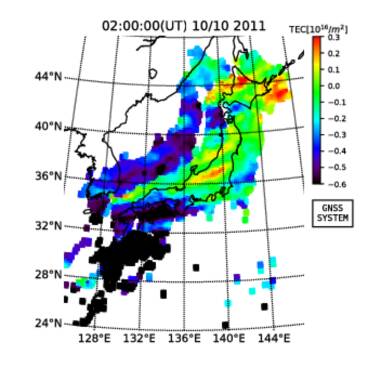 02:00:00(UT) 10/10 2011
TEC[10¹⁶/m²]
0.3
0.2
0.1
0.0
−0.1
−0.2
−0.3
−0.4
−0.5
−0.6
GNSS
SYSTEM
44°N
40°N
36°N
32°N
28°N
24°N
128°E 132°E 136°E 140°E 144°E